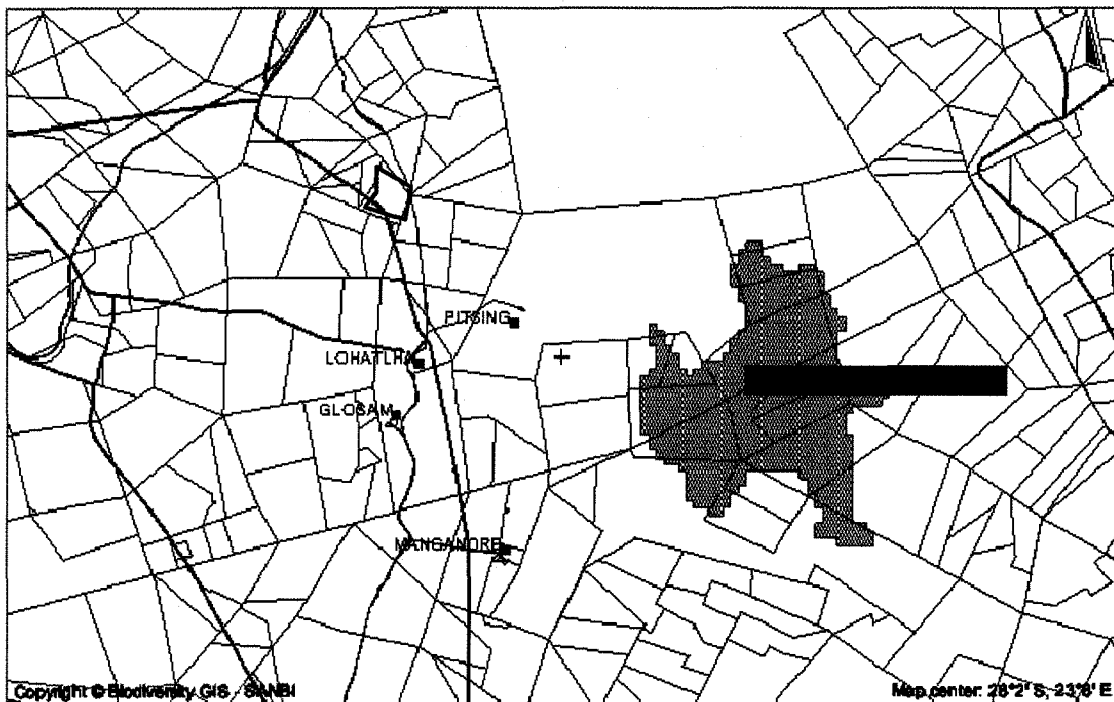 PITSING
LOHATLHA
GLOSAM
MANGANORE
Copyright © Biodiversity GIS - SANBI
Map center: 28°2' S, 23°8' E